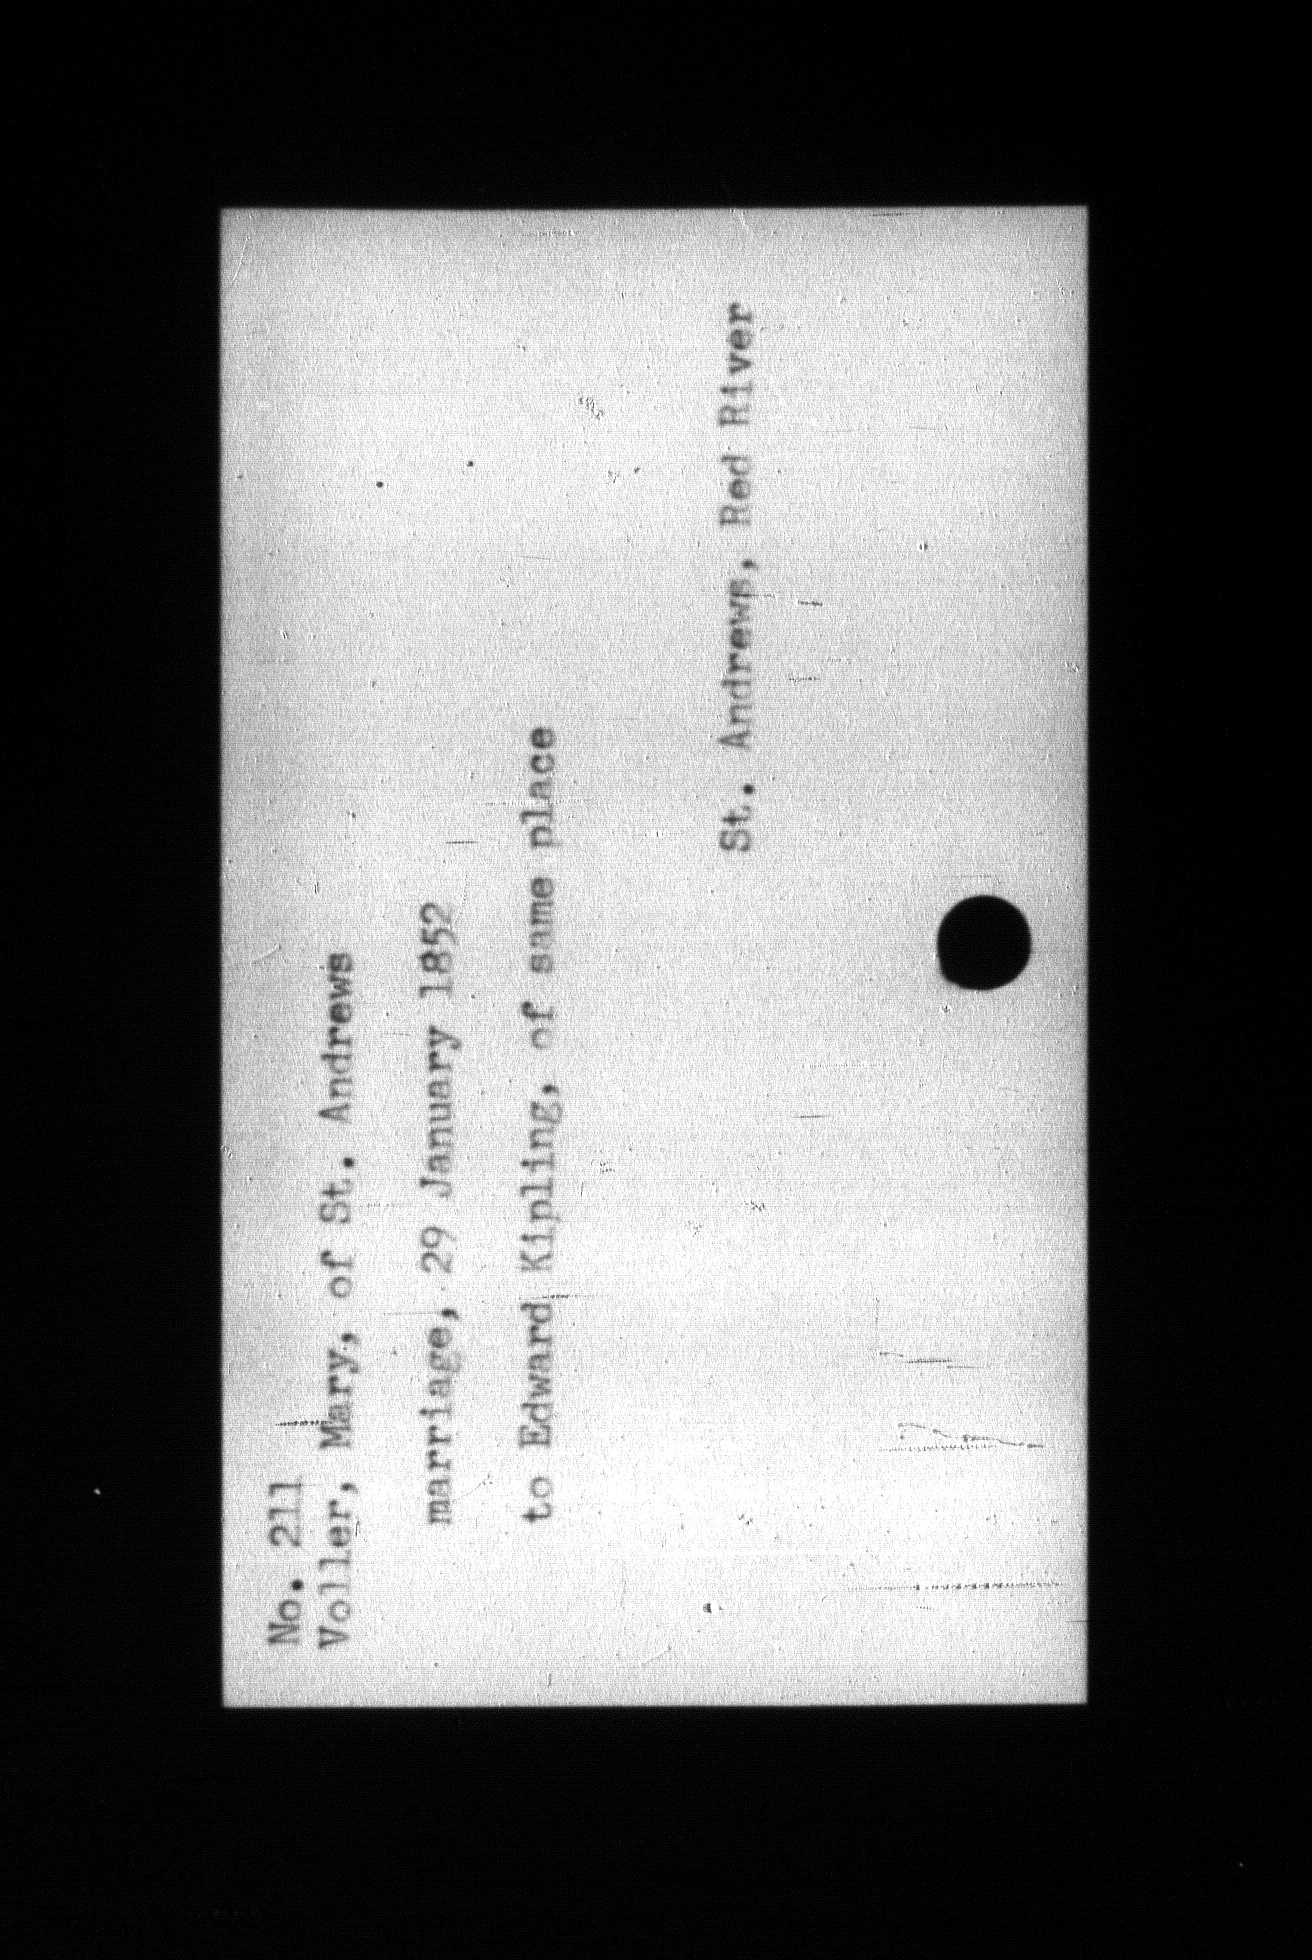 No. 211
Voller, Mary, of St. Andrews
marriage, 29 January 1852
to Edward Kipling, of same place
St. Andrews, Red River